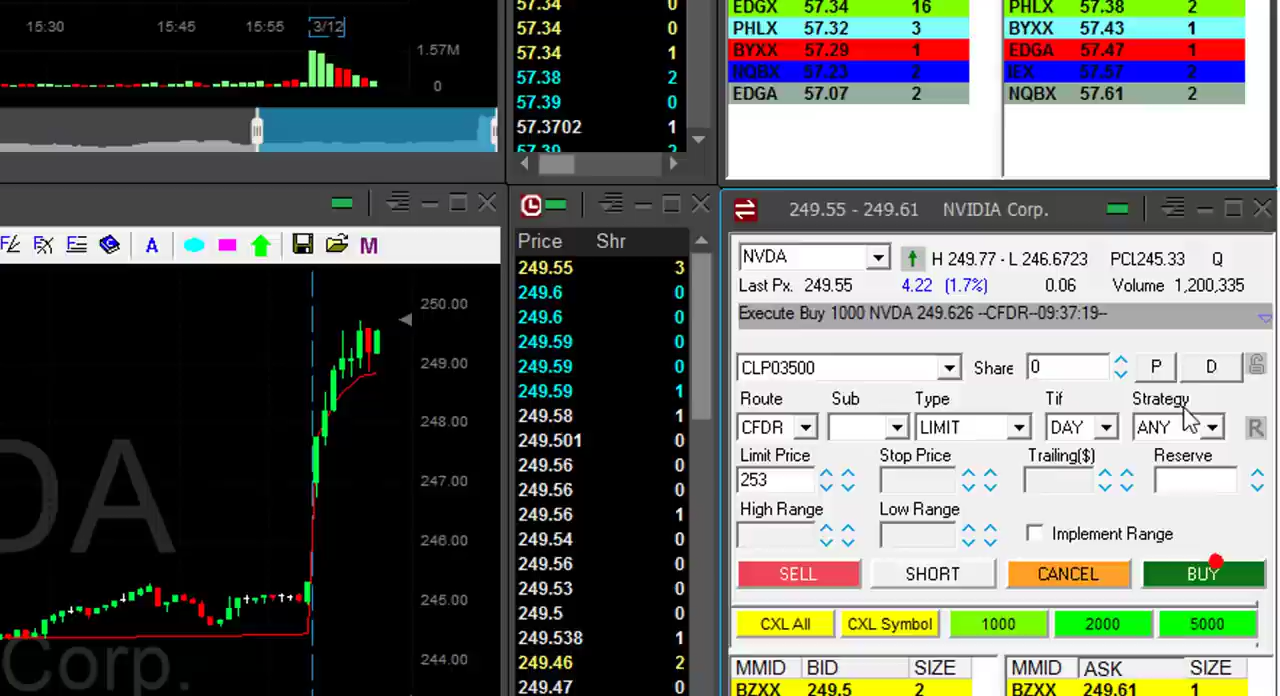 15:30 15:45 15:55 3/12
1.57M
0
57.34 0
57.34 0
57.34 1
57.38 2
57.39 0
57.3702 1
57.39 2
EDGX 57.34 16
PHLX 57.32 3
BYXX 57.29 1
NQBX 57.23 2
EDGA 57.07 2
PHLX 57.38 2
BYXX 57.43 1
EDGA 57.47 1
IEX 57.57 2
NQBX 57.61 2
A M
250.00
249.00
248.00
247.00
246.00
245.00
244.00
DA
Corp.
Price Shr
249.55 3
249.6 0
249.6 0
249.59 0
249.59 0
249.59 1
249.58 1
249.501 0
249.56 0
249.56 0
249.56 1
249.54 0
249.56 0
249.53 0
249.5 0
249.538 1
249.46 2
249.47 0
249.55 - 249.61 NVIDIA Corp.
NVDA H 249.77 - L 246.6723 PCL245.33 Q
Last Px. 249.55 4.22 (1.7%) 0.06 Volume 1,200,335
Execute Buy 1000 NVDA 249.626 --CFDR--09:37:19--
CLP03500 Share 0 P D
Route Sub Type Tif Strategy
CFDR LIMIT DAY ANY R
Limit Price Stop Price Trailing($) Reserve
253
High Range Low Range
Implement Range
SELL SHORT CANCEL BUY
CXL All CXL Symbol 1000 2000 5000
MMID BID SIZE MMID ASK SIZE
BZXX 249.5 2 BZXX 249.61 1